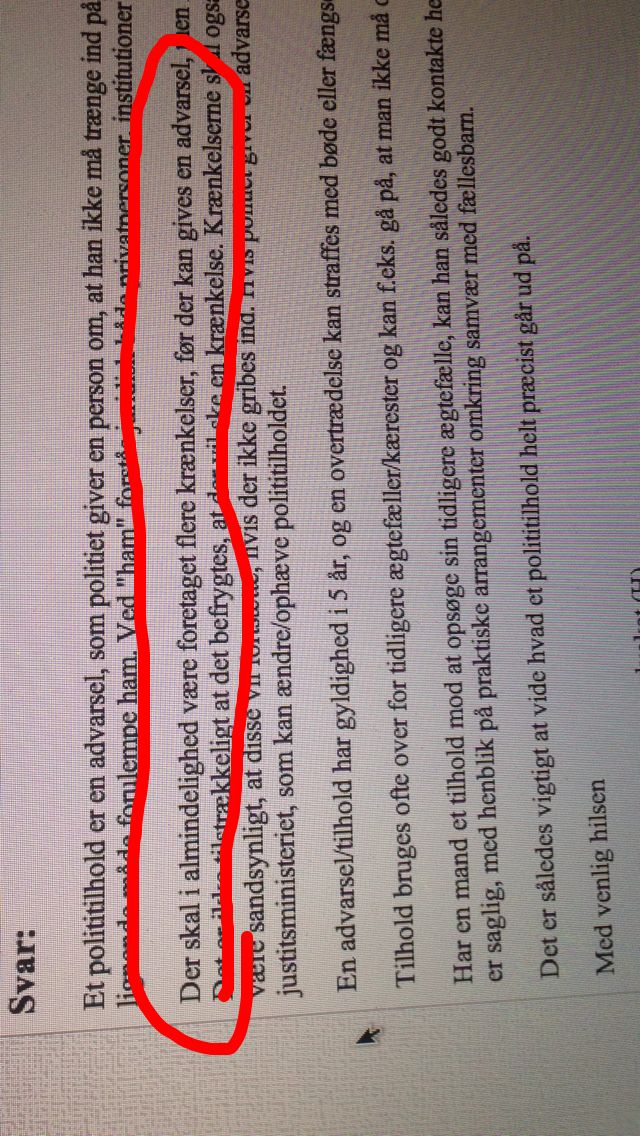 Svar:
Et polititilhold er en advarsel, som politiet giver en person om, at han ikke må trænge ind på
lignende måde forulempe ham. Ved "ham" forstås juridisk både privatpersoner, institutioner
Der skal i almindelighed være foretaget flere krænkelser, før der kan gives en advarsel, men
Det er ikke tilstrækkeligt at det befrygtes, at der vil ske en krænkelse. Krænkelserne skal også
være sandsynligt, at disse vil fortsætte, hvis der ikke gribes ind. Hvis politiet giver en advarse
justitsministeriet, som kan ændre/ophæve polititilholdet.
En advarsel/tilhold har gyldighed i 5 år, og en overtrædelse kan straffes med bøde eller fængse
Tilhold bruges ofte over for tidligere ægtefæller/kærester og kan f.eks. gå på, at man ikke må
Har en mand et tilhold mod at opsøge sin tidligere ægtefælle, kan han således godt kontakte he
er saglig, med henblik på praktiske arrangementer omkring samvær med fællesbarn.
Det er således vigtigt at vide hvad et polititilhold helt præcist går ud på.
Med venlig hilsen